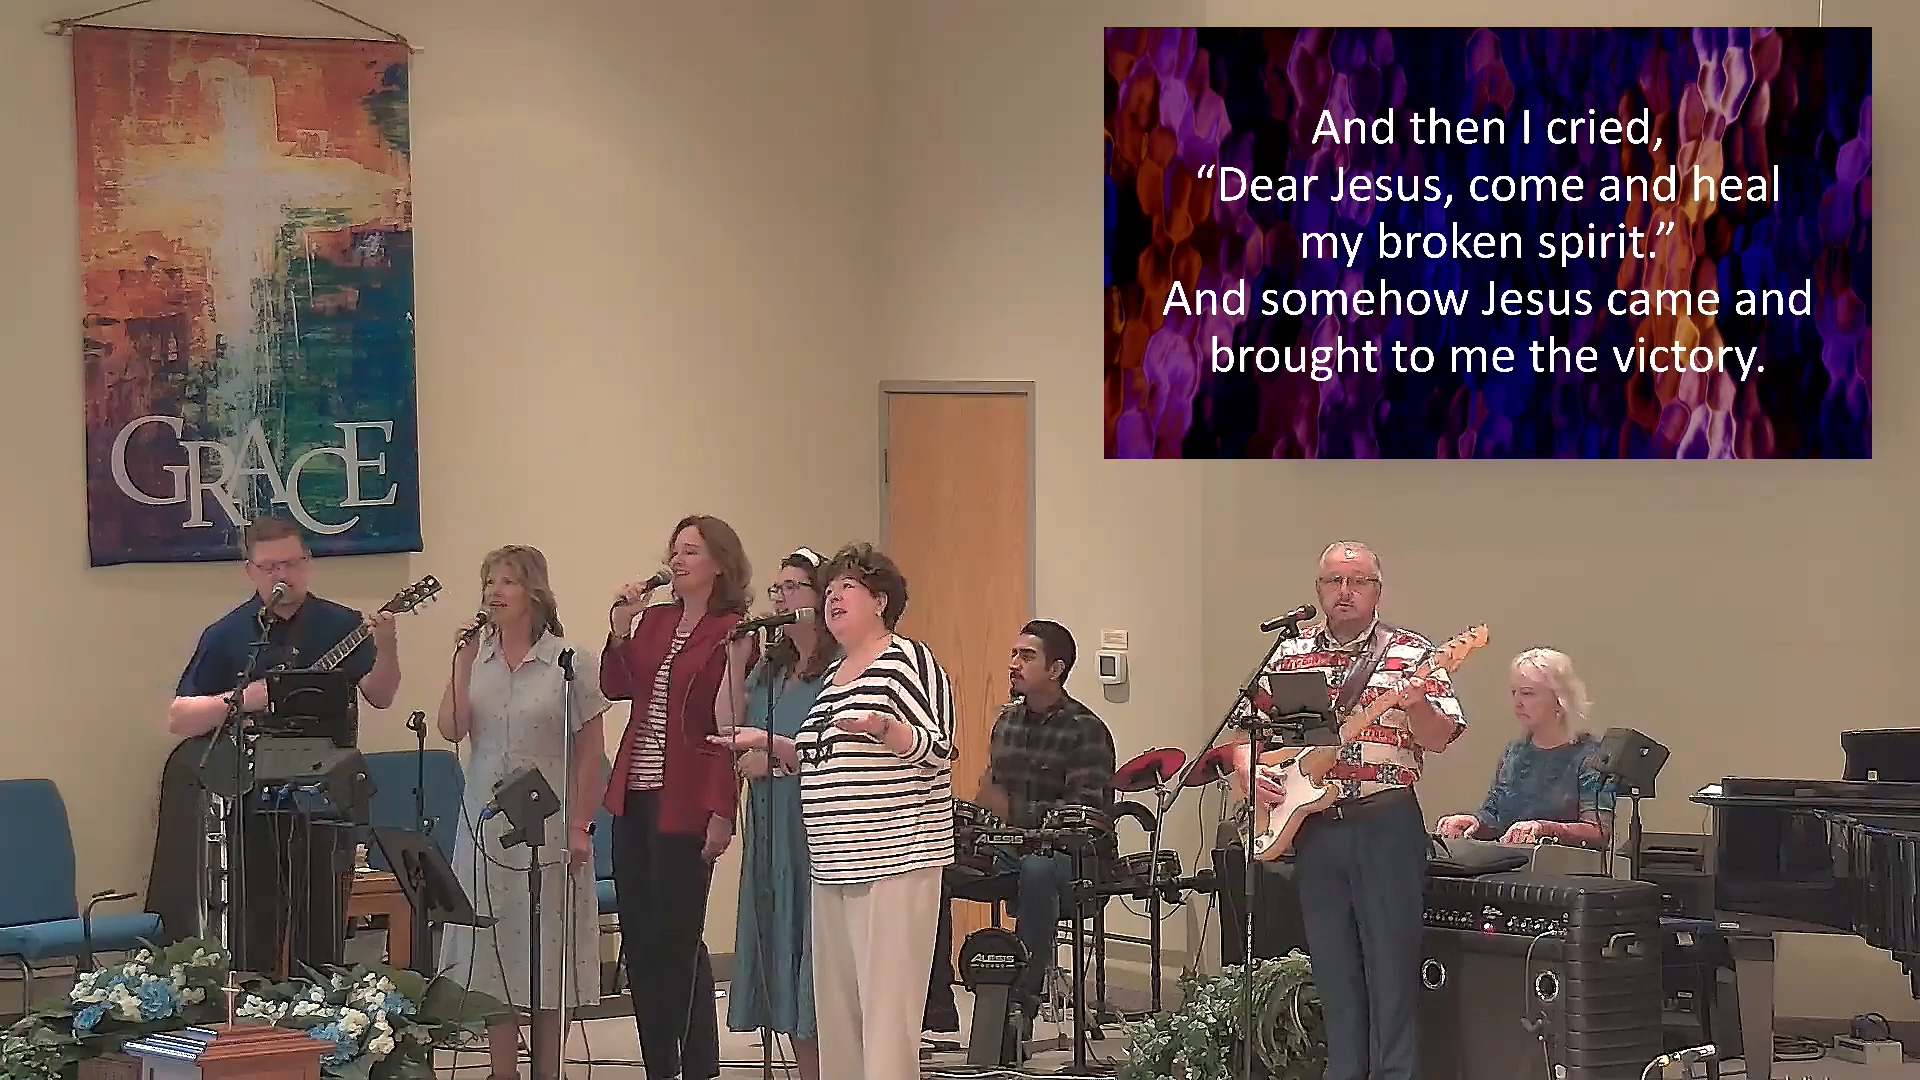 GRACE
And then I cried,
“Dear Jesus, come and heal
my broken spirit.”
And somehow Jesus came and
brought to me the victory.
ALESIS
ALESIS